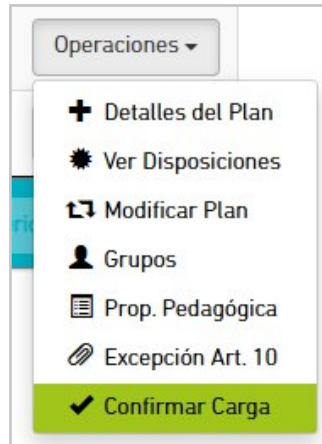 Operaciones
Detalles del Plan
Ver Disposiciones
Modificar Plan
Grupos
Prop. Pedagógica
Excepción Art. 10
Confirmar Carga